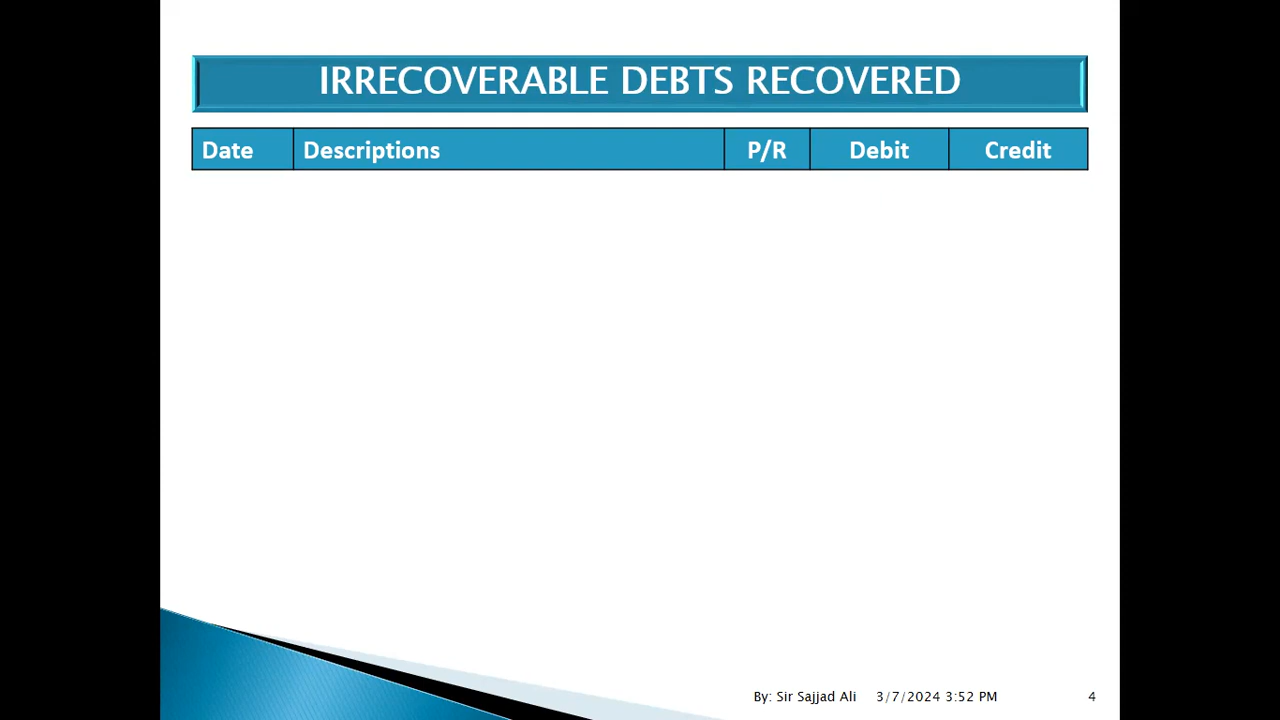 IRRECOVERABLE DEBTS RECOVERED
Date Descriptions P/R Debit Credit
By: Sir Sajjad Ali 3/7/2024 3:52 PM 4